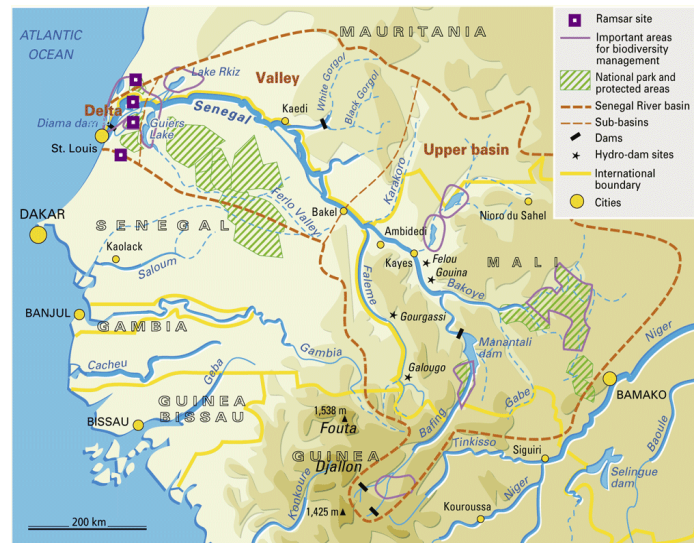 ATLANTIC
OCEAN
MAURITANIA
Ramsar site
Important areas
for biodiversity
management
National park and
protected areas
Senegal River basin
Sub-basins
Dams
Hydro-dam sites
International
boundary
Cities
Lake Rkiz
Valley
White Gorgol
Black Gorgol
Delta
Senegal
Kaedi
Diama dam
Guiers
Lake
St. Louis
Upper basin
Karakoro
Ferlo Valley
Bakel
Nioro du Sahel
DAKAR
SENEGAL
Ambidedi
Kaolack
Saloum
Kayes
Felou
Gouina
MALI
Faleme
Bakoye
BANJUL
GAMBIA
Gourgassi
Manantali
dam
Niger
Gambia
Cacheu
Geba
Galougo
Gabe
BAMAKO
GUINEA
BISSAU
1,538 m
Fouta
BISSAU
Bafing
Tinkisso
Baoule
GUINEA
Djallon
Siguiri
Selingue
dam
Konkoure
Niger
1,425 m
Kouroussa
200 km